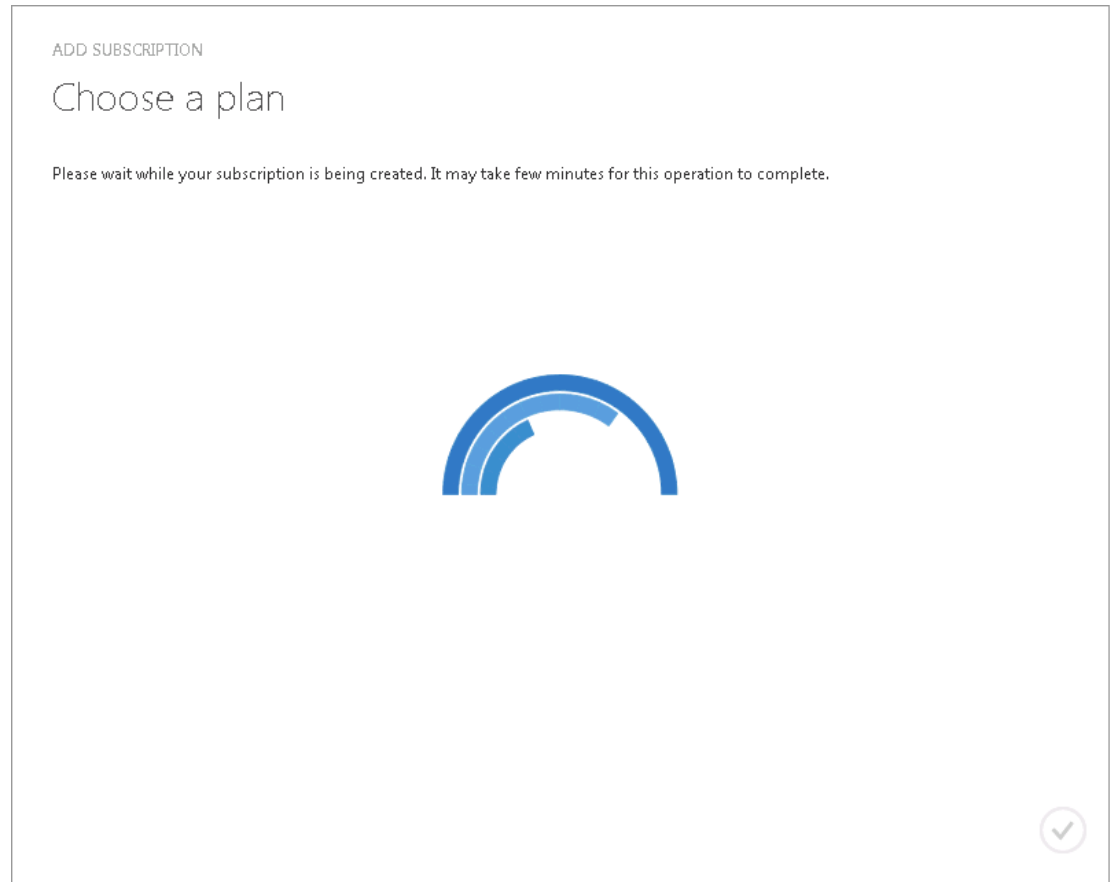 ADD SUBSCRIPTION
Choose a plan
Please wait while your subscription is being created. It may take few minutes for this operation to complete.